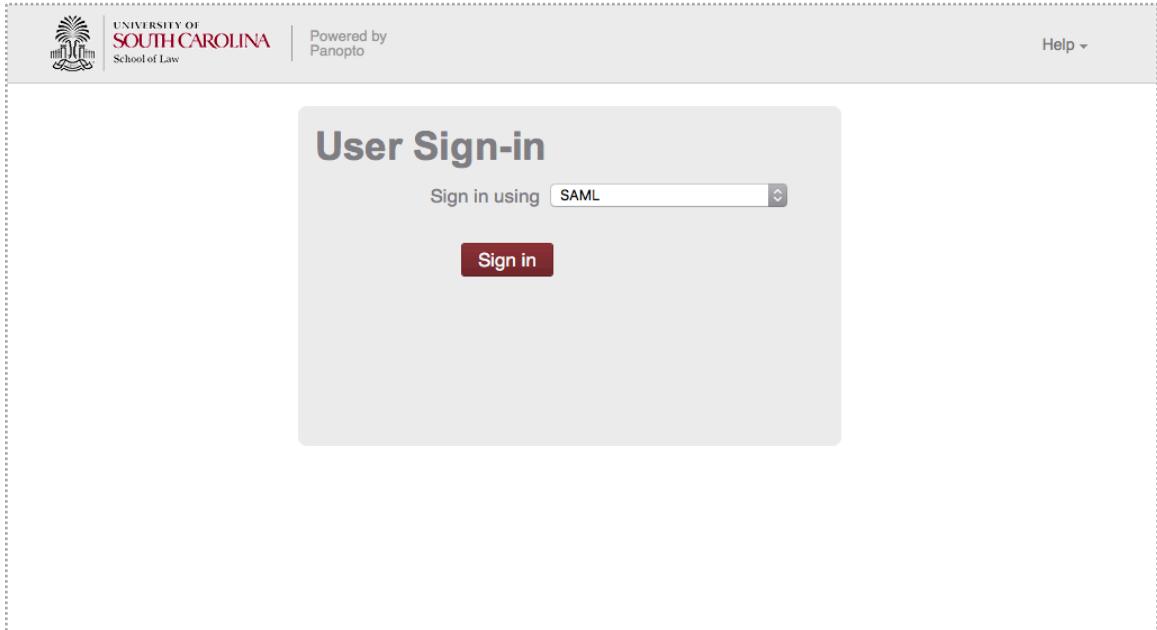 UNIVERSITY OF
SOUTH CAROLINA
School of Law
Powered by
Panopto
Help
User Sign-in
Sign in using SAML
Sign in